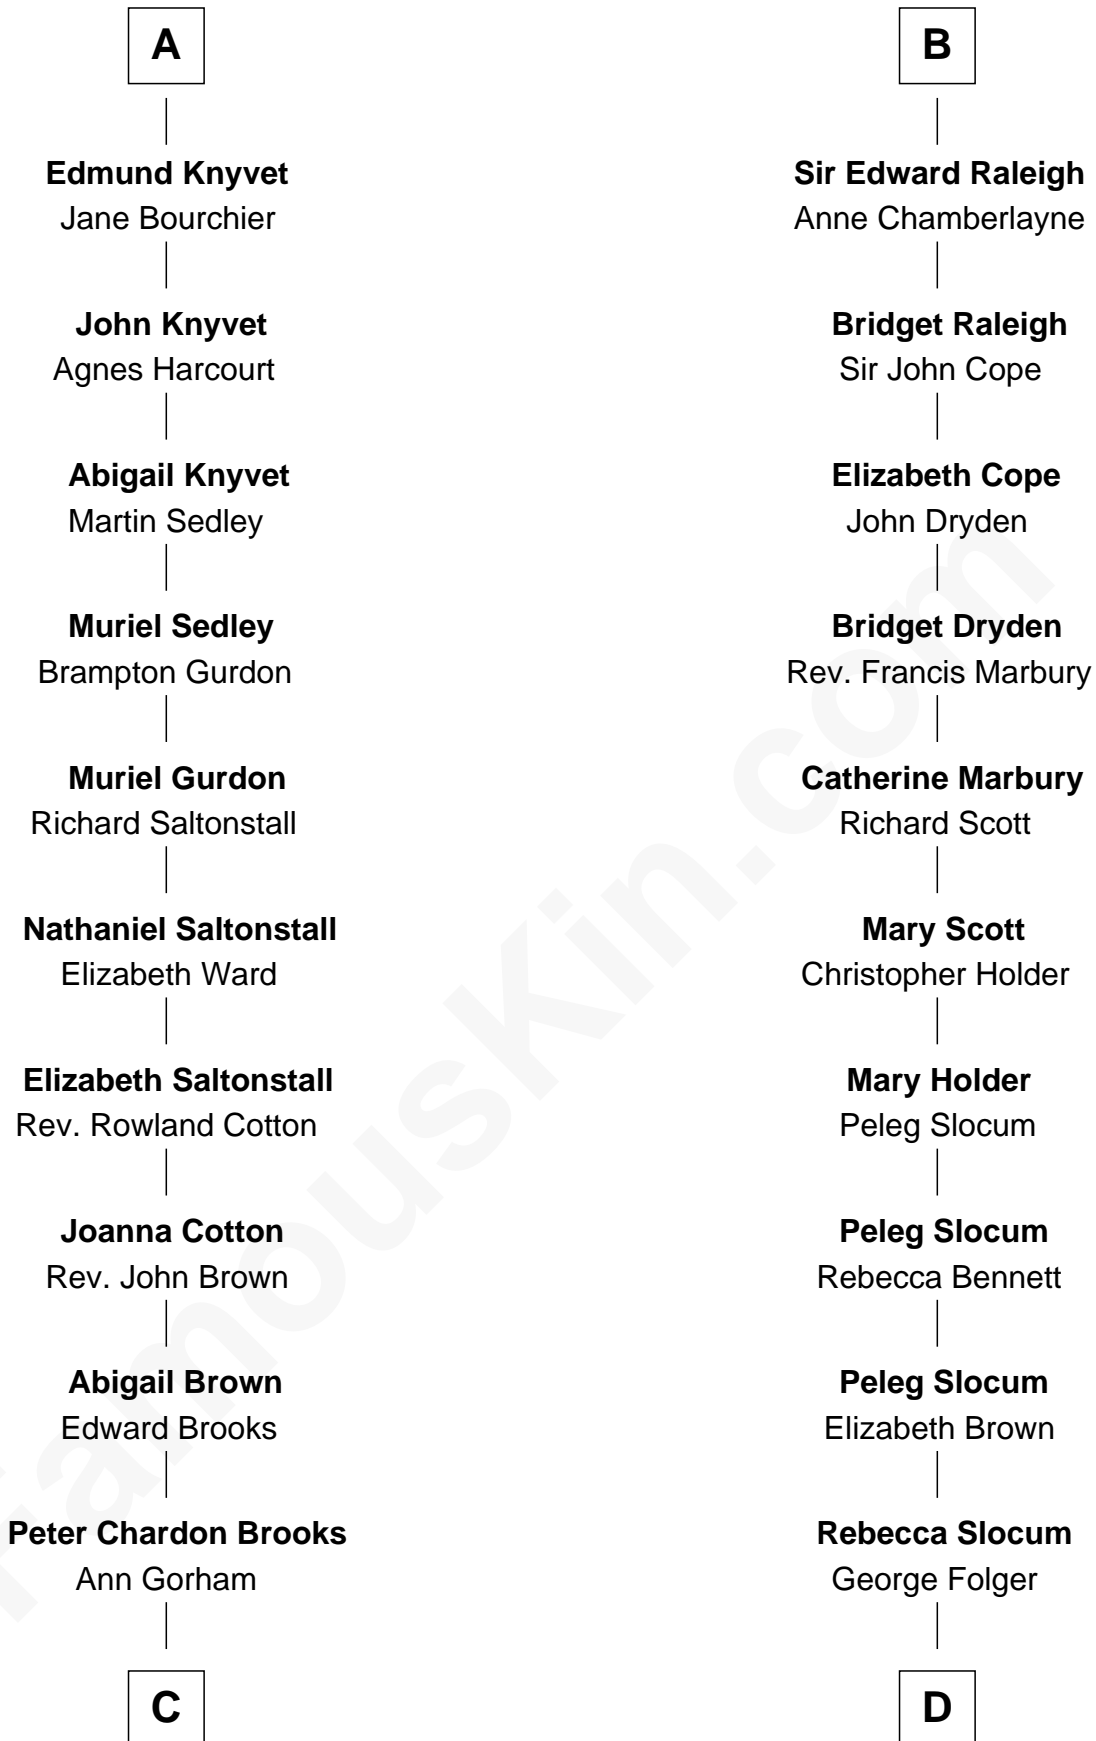 A
Edmund Knyvet
Jane Bourchier
John Knyvet
Agnes Harcourt
Abigail Knyvet
Martin Sedley
Muriel Sedley
Brampton Gurdon
Muriel Gurdon
Richard Saltonstall
Nathaniel Saltonstall
Elizabeth Ward
Elizabeth Saltonstall
Rev. Rowland Cotton
Joanna Cotton
Rev. John Brown
Abigail Brown
Edward Brooks
Peter Chardon Brooks
Ann Gorham
C
B
Sir Edward Raleigh
Anne Chamberlayne
Bridget Raleigh
Sir John Cope
Elizabeth Cope
John Dryden
Bridget Dryden
Rev. Francis Marbury
Catherine Marbury
Richard Scott
Mary Scott
Christopher Holder
Mary Holder
Peleg Slocum
Peleg Slocum
Rebecca Bennett
Peleg Slocum
Elizabeth Brown
Rebecca Slocum
George Folger
D
FamousKin.com